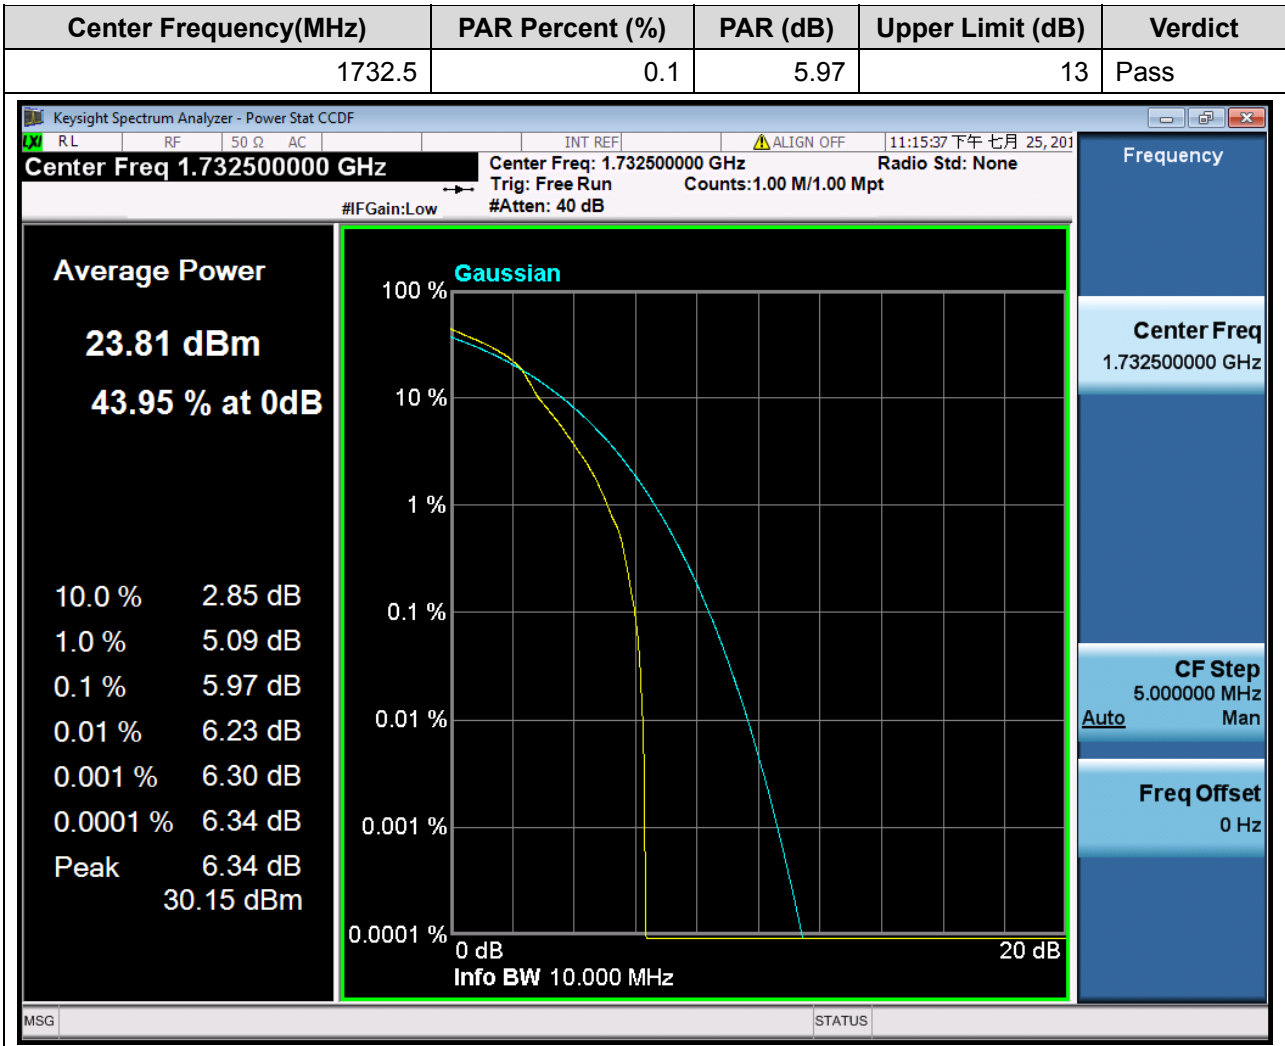 Center Frequency(MHz) PAR Percent (%) PAR (dB) Upper Limit (dB) Verdict
1732.5 0.1 5.97 13 Pass
Keysight Spectrum Analyzer - Power Stat CCDF
LXI RL RF 50 Ω AC INT REF ALIGN OFF 11:15:37 下午 七月 25, 201
Center Freq 1.732500000 GHz
Center Freq: 1.732500000 GHz Radio Std: None
Trig: Free Run Counts:1.00 M/1.00 Mpt
#IFGain:Low #Atten: 40 dB
Frequency
Average Power
23.81 dBm
43.95 % at 0dB
10.0 % 2.85 dB
1.0 % 5.09 dB
0.1 % 5.97 dB
0.01 % 6.23 dB
0.001 % 6.30 dB
0.0001 % 6.34 dB
Peak 6.34 dB
30.15 dBm
Gaussian
100 %
10 %
1 %
0.1 %
0.01 %
0.001 %
0.0001 %
0 dB 20 dB
Info BW 10.000 MHz
Center Freq
1.732500000 GHz
CF Step
5.000000 MHz
Auto Man
Freq Offset
0 Hz
MSG STATUS